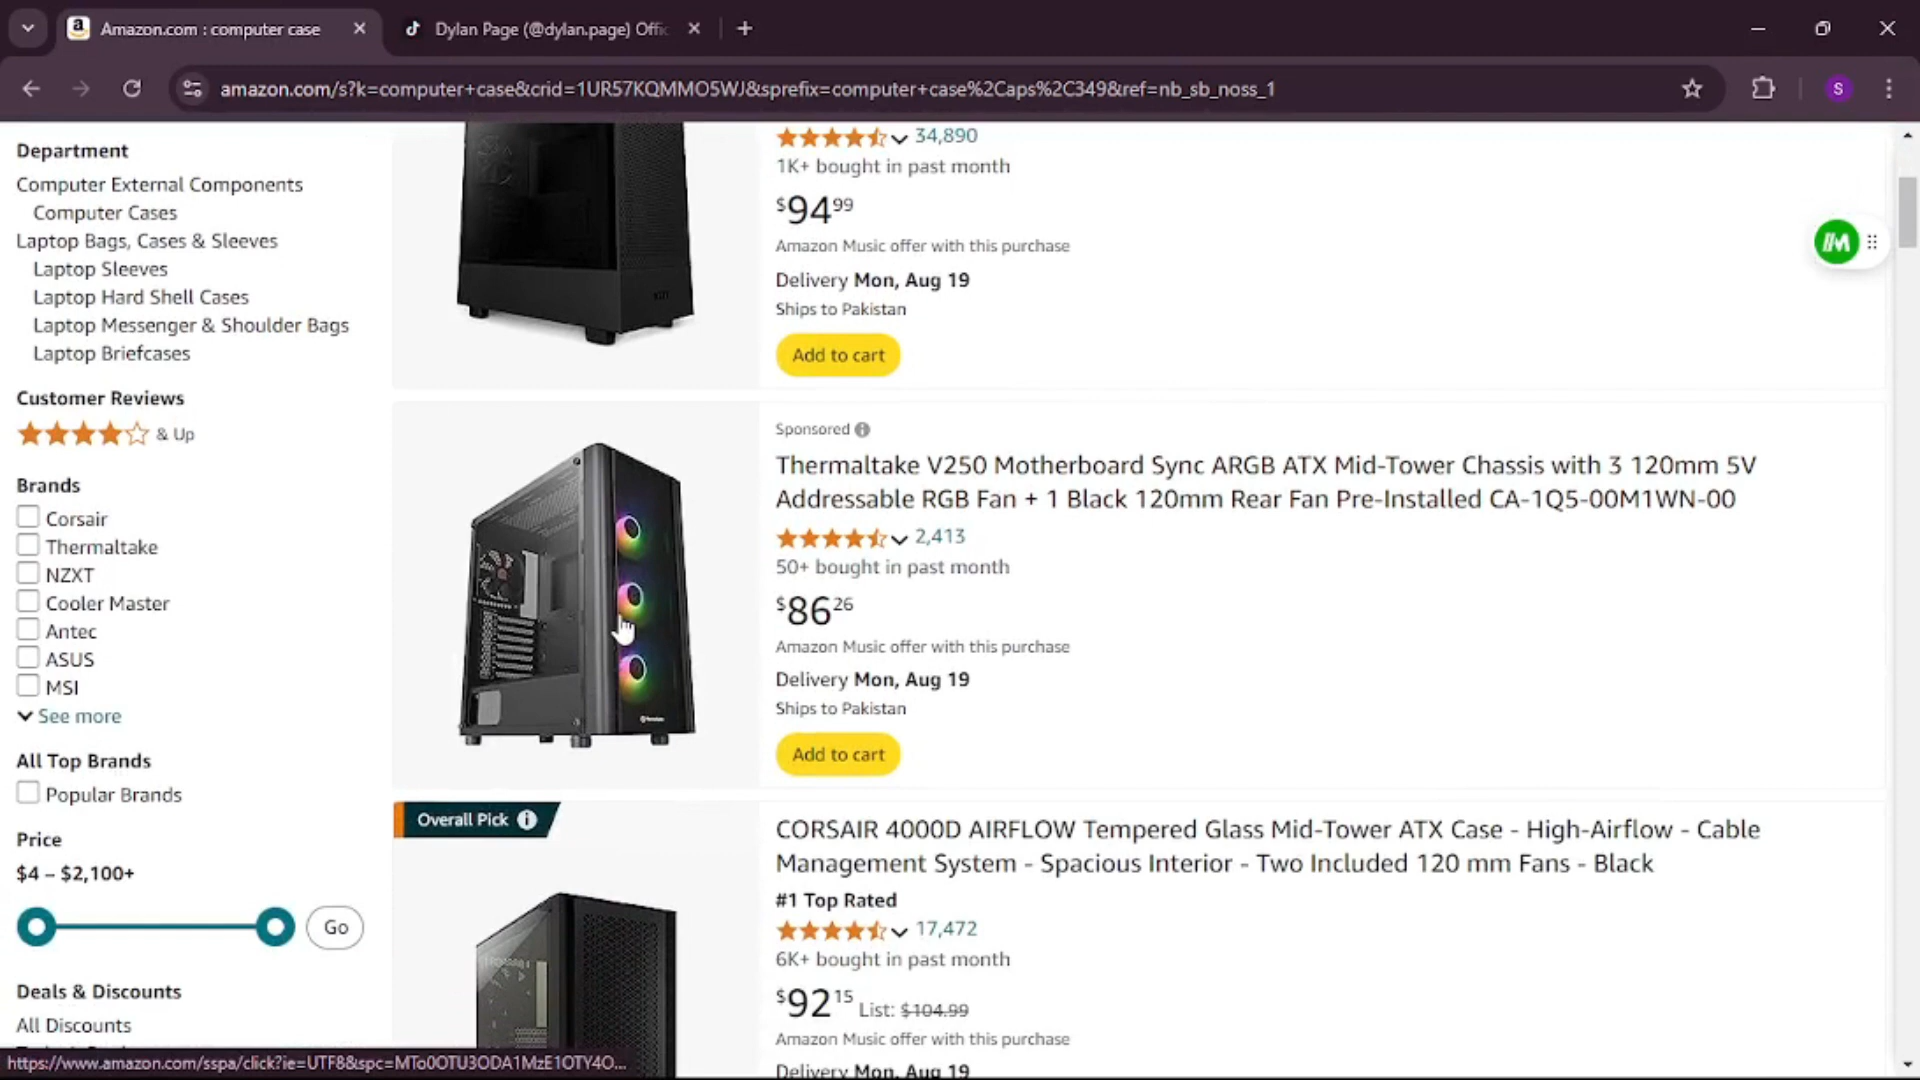 Amazon.com : computer case
Dylan Page (@dylan.page) Offic
amazon.com/s?k=computer+case&crid=1UR57KQMMO5WJ&sprefix=computer+case%2Caps%2C349&ref=nb_sb_noss_1
S
Department
Computer External Components
Computer Cases
Laptop Bags, Cases & Sleeves
Laptop Sleeves
Laptop Hard Shell Cases
Laptop Messenger & Shoulder Bags
Laptop Briefcases
Customer Reviews
& Up
Brands
Corsair
Thermaltake
NZXT
Cooler Master
Antec
ASUS
MSI
See more
All Top Brands
Popular Brands
Price
$4 – $2,100+
Go
Deals & Discounts
All Discounts
34,890
1K+ bought in past month
$94.99
Amazon Music offer with this purchase
Delivery Mon, Aug 19
Ships to Pakistan
Add to cart
Sponsored
Thermaltake V250 Motherboard Sync ARGB ATX Mid-Tower Chassis with 3 120mm 5V
Addressable RGB Fan + 1 Black 120mm Rear Fan Pre-Installed CA-1Q5-00M1WN-00
2,413
50+ bought in past month
$86.26
Amazon Music offer with this purchase
Delivery Mon, Aug 19
Ships to Pakistan
Add to cart
Overall Pick
CORSAIR 4000D AIRFLOW Tempered Glass Mid-Tower ATX Case - High-Airflow - Cable
Management System - Spacious Interior - Two Included 120 mm Fans - Black
#1 Top Rated
17,472
6K+ bought in past month
$92.15 List: $104.99
Amazon Music offer with this purchase
Delivery Mon, Aug 19
https://www.amazon.com/sspa/click?ie=UTF8&spc=MTo0OTU3ODA1MzE1OTY4O...